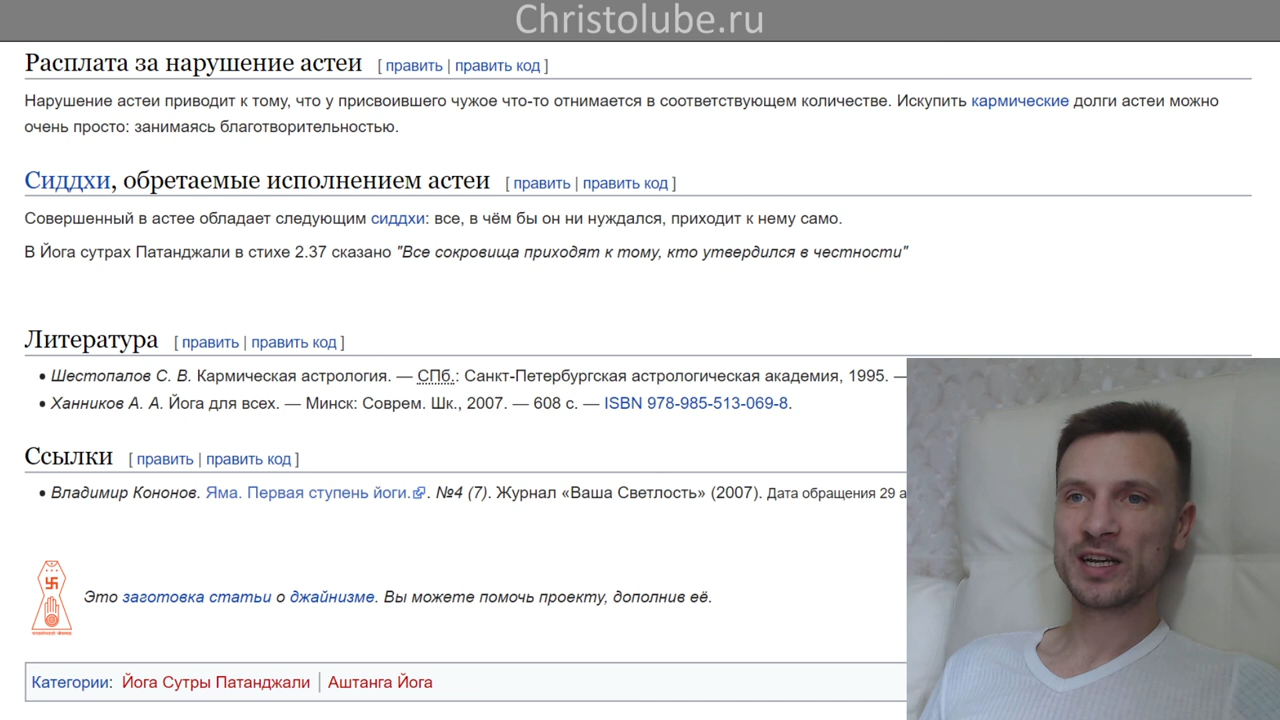 Christolube.ru
Расплата за нарушение астеи [ править | править код ]
Нарушение астеи приводит к тому, что у присвоившего чужое что-то отнимается в соответствующем количестве. Искупить кармические долги астеи можно
очень просто: занимаясь благотворительностью.
Сиддхи, обретаемые исполнением астеи [ править | править код ]
Совершенный в астее обладает следующим сиддхи: все, в чём бы он ни нуждался, приходит к нему само.
В Йога сутрах Патанджали в стихе 2.37 сказано "Все сокровища приходят к тому, кто утвердился в честности"
Литература [ править | править код ]
• Шестопалов С. В. Кармическая астрология. — СПб.: Санкт-Петербургская астрологическая академия, 1995. —
• Ханников А. А. Йога для всех. — Минск: Соврем. Шк., 2007. — 608 с. — ISBN 978-985-513-069-8.
Ссылки [ править | править код ]
• Владимир Кононов. Яма. Первая ступень йоги. . №4 (7). Журнал «Ваша Светлость» (2007). Дата обращения 29 а
Это заготовка статьи о джайнизме. Вы можете помочь проекту, дополнив её.
Категории: Йога Сутры Патанджали | Аштанга Йога